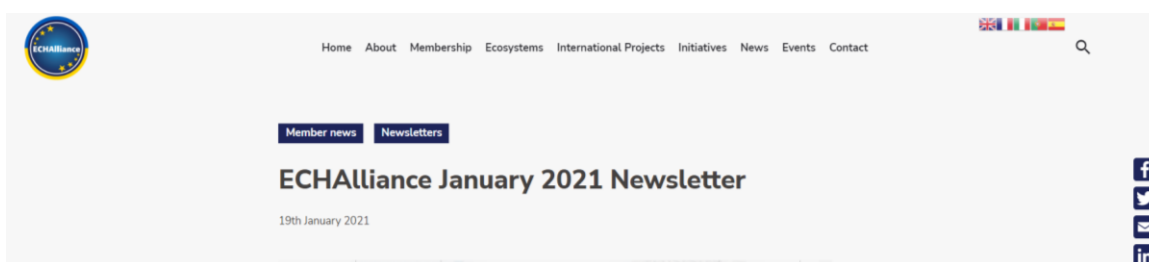 ECHAlliance
Home About Membership Ecosystems International Projects Initiatives News Events Contact
Member news Newsletters
ECHAlliance January 2021 Newsletter
19th January 2021
f
in